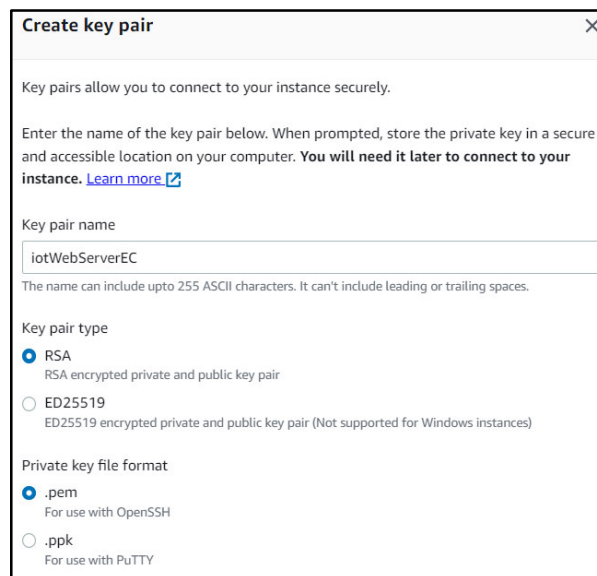 Create key pair
Key pairs allow you to connect to your instance securely.
Enter the name of the key pair below. When prompted, store the private key in a secure
and accessible location on your computer. You will need it later to connect to your
instance. Learn more
Key pair name
iotWebServerEC
The name can include upto 255 ASCII characters. It can't include leading or trailing spaces.
Key pair type
RSA
RSA encrypted private and public key pair
ED25519
ED25519 encrypted private and public key pair (Not supported for Windows instances)
Private key file format
.pem
For use with OpenSSH
.ppk
For use with PuTTY